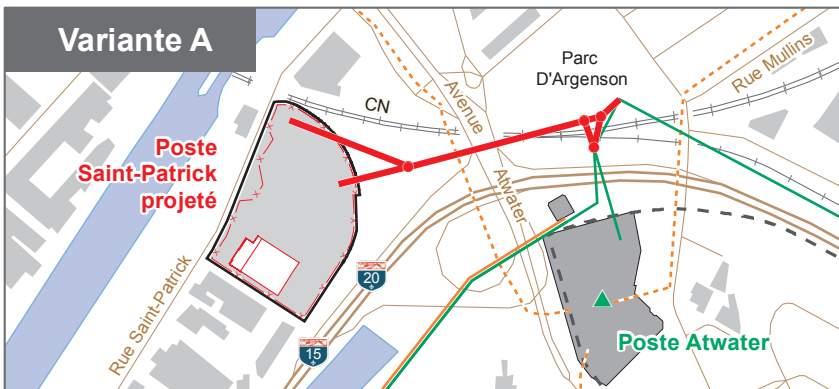 Variante A
Parc
D'Argenson
Rue Mullins
Avenue
Atwater
CN
Poste
Saint-Patrick
projeté
Rue Saint-Patrick
20
15
Poste Atwater